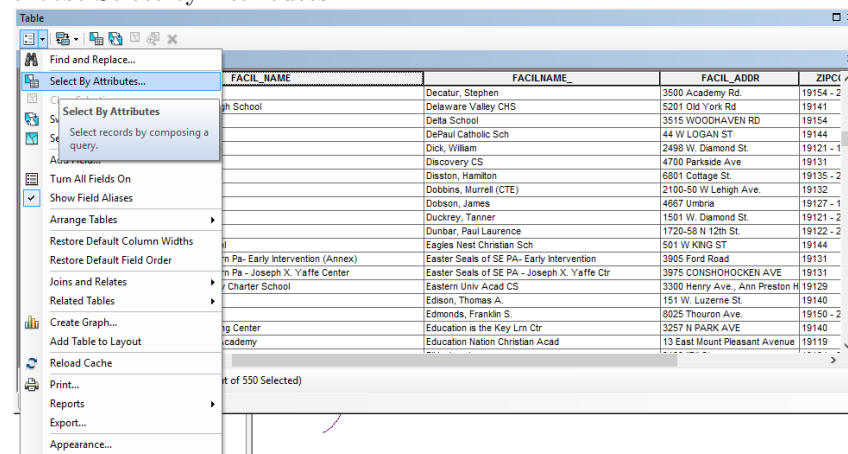 Table
Find and Replace...
Select By Attributes...
FACIL_NAME FACILNAME_ FACIL_ADDR ZIPC
Decatur, Stephen 3500 Academy Rd. 19154 - 2
gh School Delaware Valley CHS 5201 Old York Rd 19141
Select By Attributes
Delta School 3515 WOODHAVEN RD 19154
Select records by composing a
query.
DePaul Catholic Sch 44 W LOGAN ST 19144
Dick, William 2498 W. Diamond St. 19121 - 1
Discovery CS 4700 Parkside Ave 19131
Turn All Fields On
Disston, Hamilton 6801 Cottage St. 19135 - 2
Dobbins, Murrell (CTE) 2100-50 W Lehigh Ave. 19132
Show Field Aliases
Dobson, James 4667 Umbria 19127 - 1
Arrange Tables
Duckrey, Tanner 1501 W. Diamond St. 19121 - 2
Dunbar, Paul Laurence 1720-58 N 12th St. 19122 - 2
Restore Default Column Widths
l Eagles Nest Christian Sch 501 W KING ST 19144
Restore Default Field Order
n Pa- Early Intervention (Annex) Easter Seals of SE PA- Early Intervention 3905 Ford Road 19131
Joins and Relates
n Pa - Joseph X. Yaffe Center Easter Seals of SE PA - Joseph X. Yaffe Ctr 3975 CONSHOHOCKEN AVE 19131
y Charter School Eastern Univ Acad CS 3300 Henry Ave., Ann Preston H 19129
Related Tables
Edison, Thomas A. 151 W. Luzerne St. 19140
Create Graph...
Edmonds, Franklin S. 8025 Thouron Ave. 19150 - 2
ng Center Education is the Key Lrn Ctr 3257 N PARK AVE 19140
Add Table to Layout
cademy Education Nation Christian Acad 13 East Mount Pleasant Avenue 19119
Reload Cache
Print...
t of 550 Selected)
Reports
Export...
Appearance...